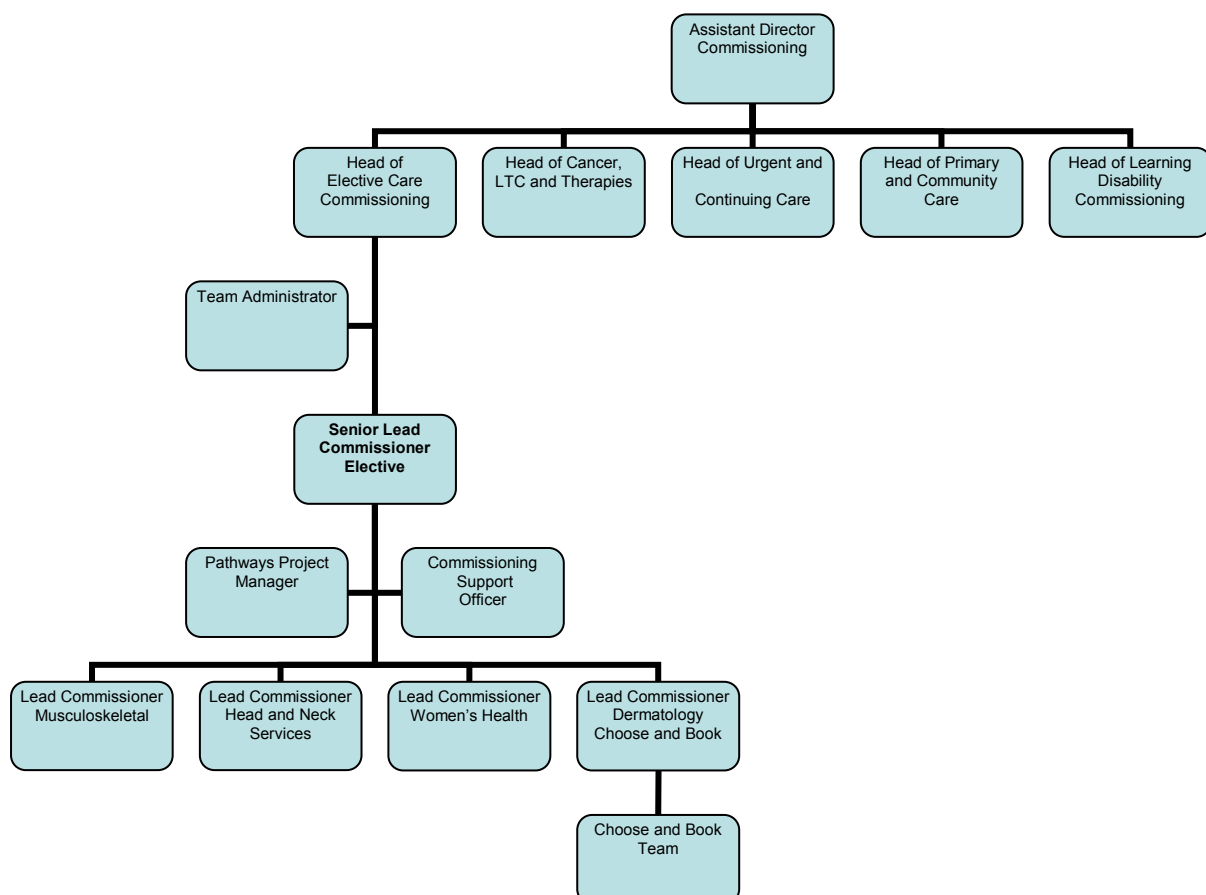 Assistant Director
Commissioning
Head of
Elective Care
Commissioning
Head of Cancer,
LTC and Therapies
Head of Urgent and
Continuing Care
Head of Primary
and Community
Care
Head of Learning
Disability
Commissioning
Team Administrator
Senior Lead
Commissioner
Elective
Pathways Project
Manager
Commissioning
Support
Officer
Lead Commissioner
Musculoskeletal
Lead Commissioner
Head and Neck
Services
Lead Commissioner
Women’s Health
Lead Commissioner
Dermatology
Choose and Book
Choose and Book
Team